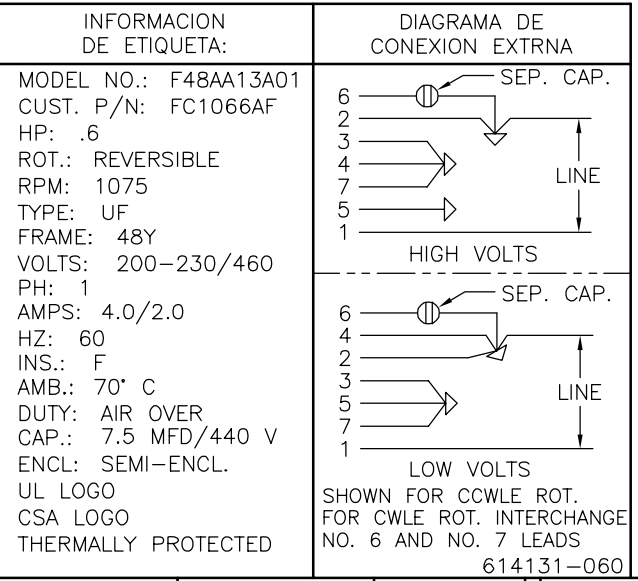 INFORMACION
DE ETIQUETA:
MODEL NO.: F48AA13A01
CUST. P/N: FC1066AF
HP: .6
ROT.: REVERSIBLE
RPM: 1075
TYPE: UF
FRAME: 48Y
VOLTS: 200-230/460
PH: 1
AMPS: 4.0/2.0
HZ: 60
INS.: F
AMB.: 70° C
DUTY: AIR OVER
CAP.: 7.5 MFD/440 V
ENCL: SEMI-ENCL.
UL LOGO
CSA LOGO
THERMALLY PROTECTED
DIAGRAMA DE
CONEXION EXTRNA
SEP. CAP.
6
2
3
4
7
5
1
LINE
HIGH VOLTS
SEP. CAP.
6
4
2
3
5
7
1
LINE
LOW VOLTS
SHOWN FOR CCWLE ROT.
FOR CWLE ROT. INTERCHANGE
NO. 6 AND NO. 7 LEADS
614131-060